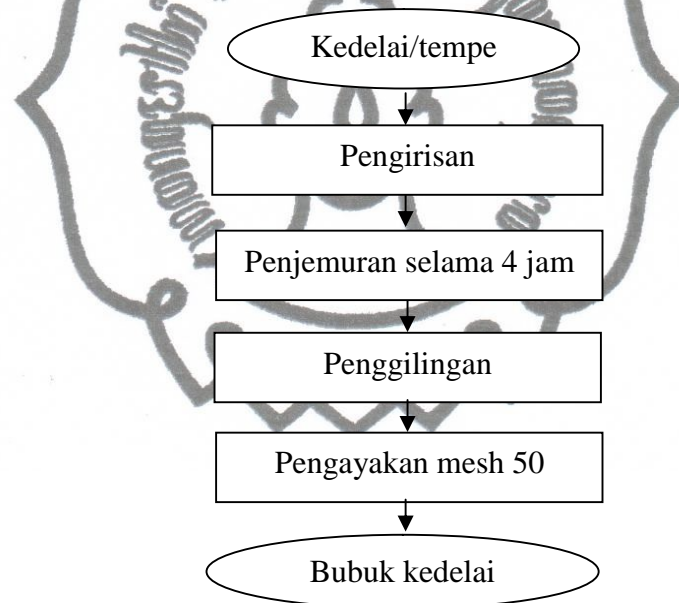 Kedelai/tempe
Pengirisan
Penjemuran selama 4 jam
Penggilingan
Pengayakan mesh 50
Bubuk kedelai